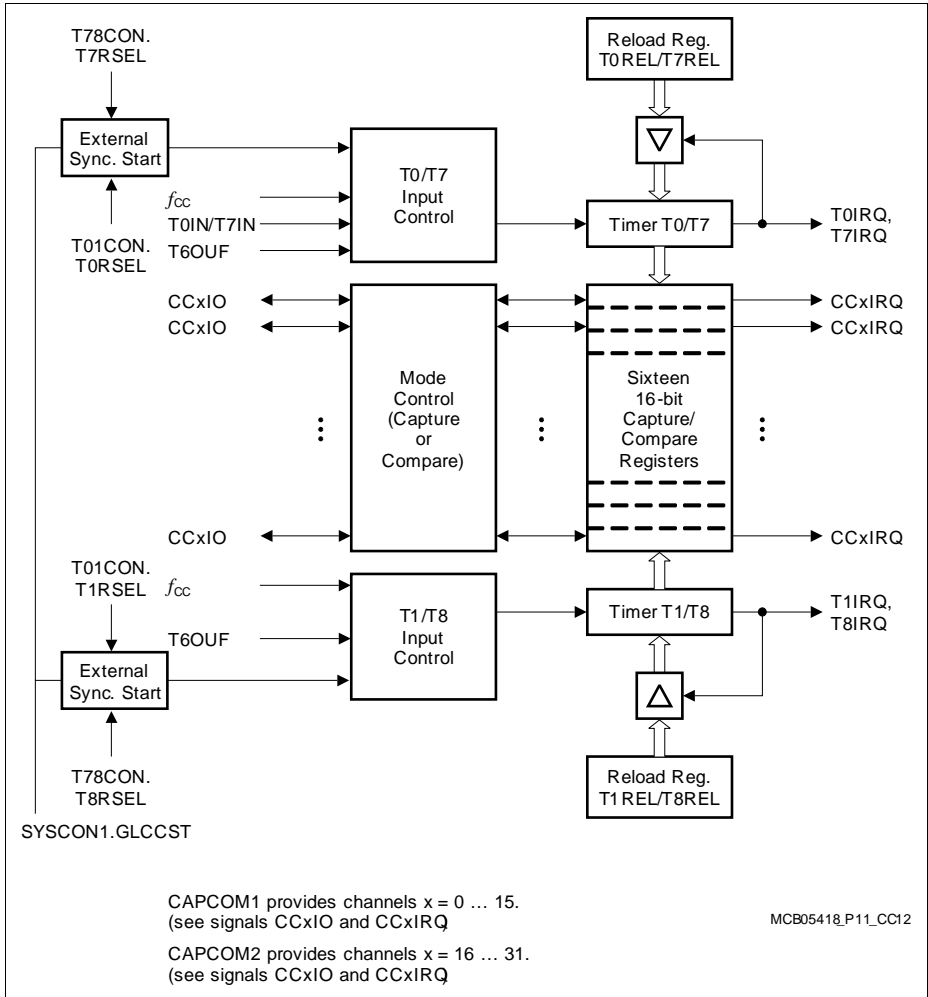 T78CON.
T7RSEL
Reload Reg.
T0REL/T7REL
External
Sync. Start
T0/T7
Input
Control
fCC
T0IN/T7IN
T6OUF
Timer T0/T7
T0IRQ,
T7IRQ
T01CON.
T0RSEL
CCxIO
CCxIO
CCxIRQ
CCxIRQ
Mode
Control
(Capture
or
Compare)
Sixteen
16-bit
Capture/
Compare
Registers
CCxIO
CCxIRQ
T01CON.
T1RSEL
fCC
T6OUF
T1/T8
Input
Control
Timer T1/T8
T1IRQ,
T8IRQ
External
Sync. Start
T78CON.
T8RSEL
Reload Reg.
T1REL/T8REL
SYSCON1.GLCCST
CAPCOM1 provides channels x = 0 … 15.
(see signals CCxIO and CCxIRQ)
CAPCOM2 provides channels x = 16 … 31.
(see signals CCxIO and CCxIRQ)
MCB05418_P11_CC12